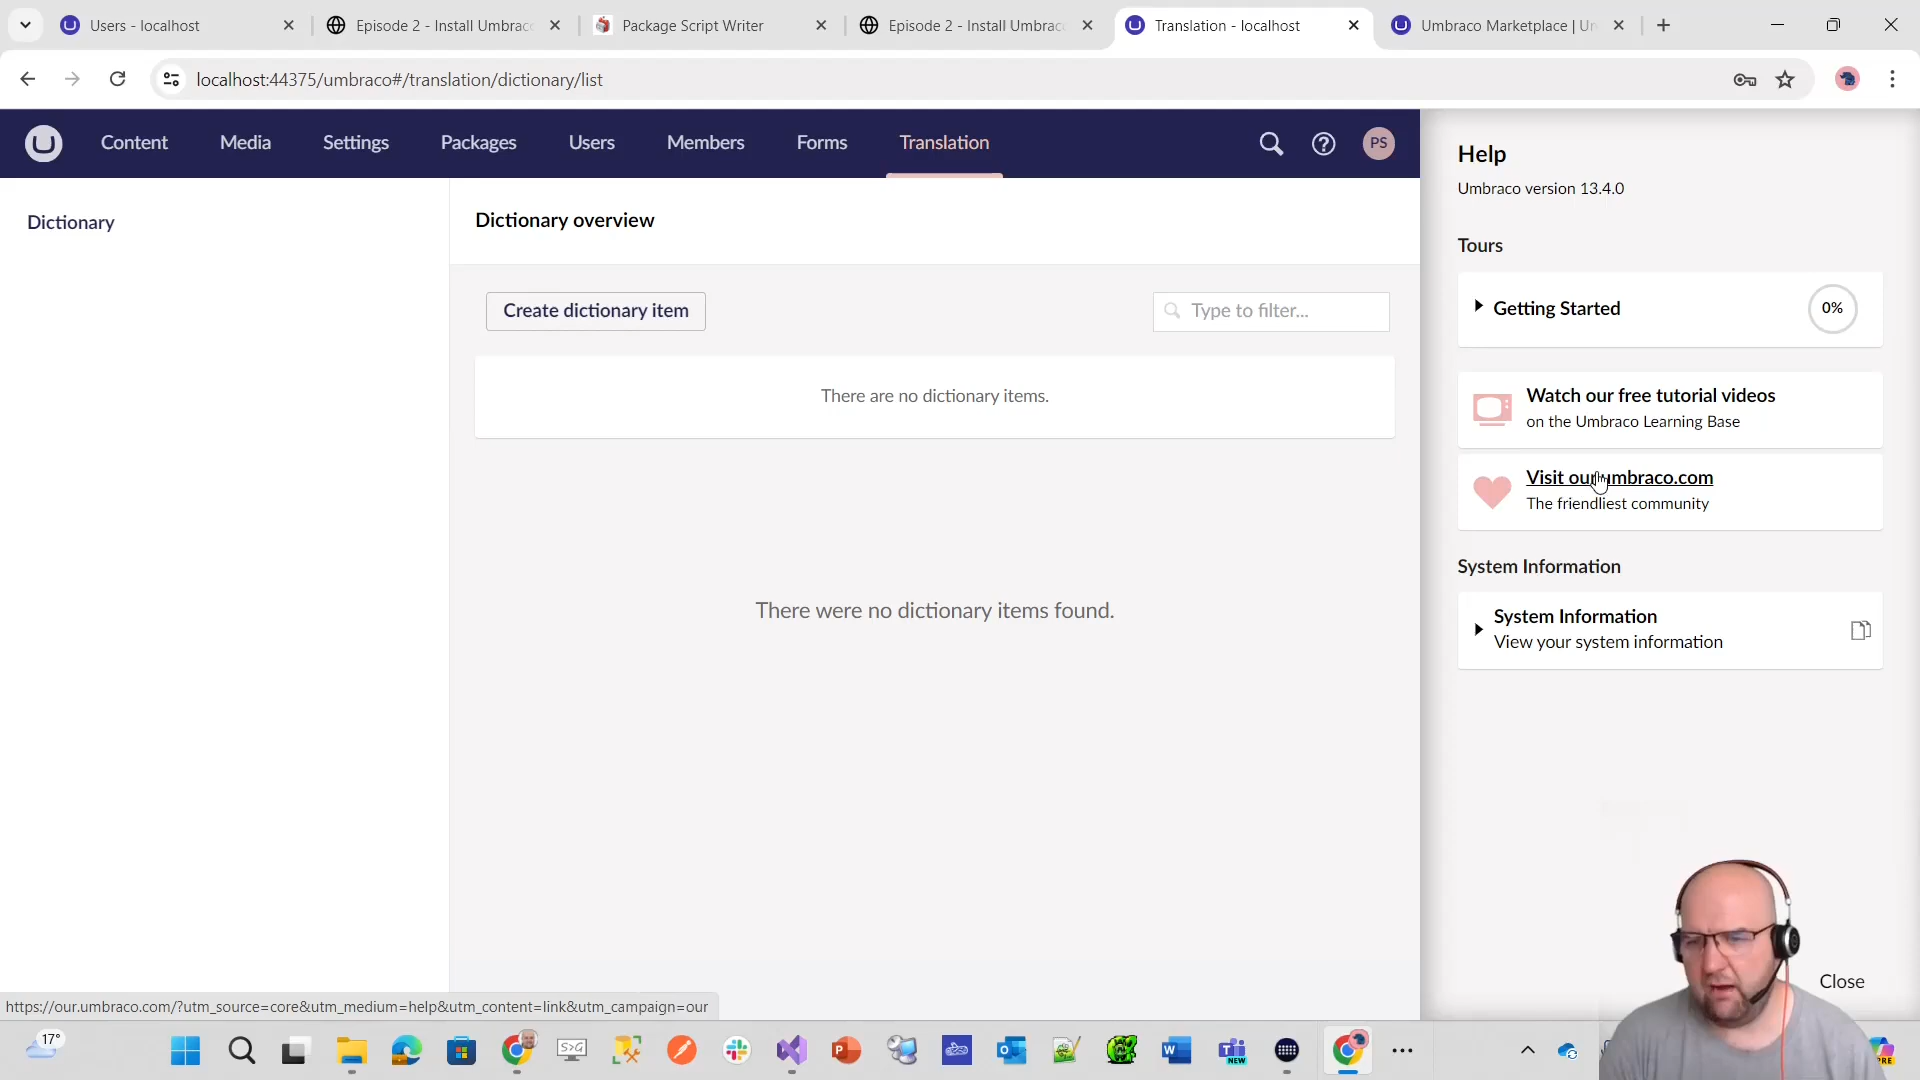 Users - localhost
Episode 2 - Install Umbraco
Package Script Writer
Episode 2 - Install Umbraco
Translation - localhost
Umbraco Marketplace | Um
localhost:44375/umbraco#/translation/dictionary/list
Content
Media
Settings
Packages
Users
Members
Forms
Translation
PS
Dictionary
Dictionary overview
Create dictionary item
Type to filter...
There are no dictionary items.
There were no dictionary items found.
Help
Umbraco version 13.4.0
Tours
Getting Started
0%
Watch our free tutorial videos
on the Umbraco Learning Base
Visit our.umbraco.com
The friendliest community
System Information
System Information
View your system information
Close
https://our.umbraco.com/?utm_source=core&utm_medium=help&utm_content=link&utm_campaign=our
17°
S>G
NEW
PRE